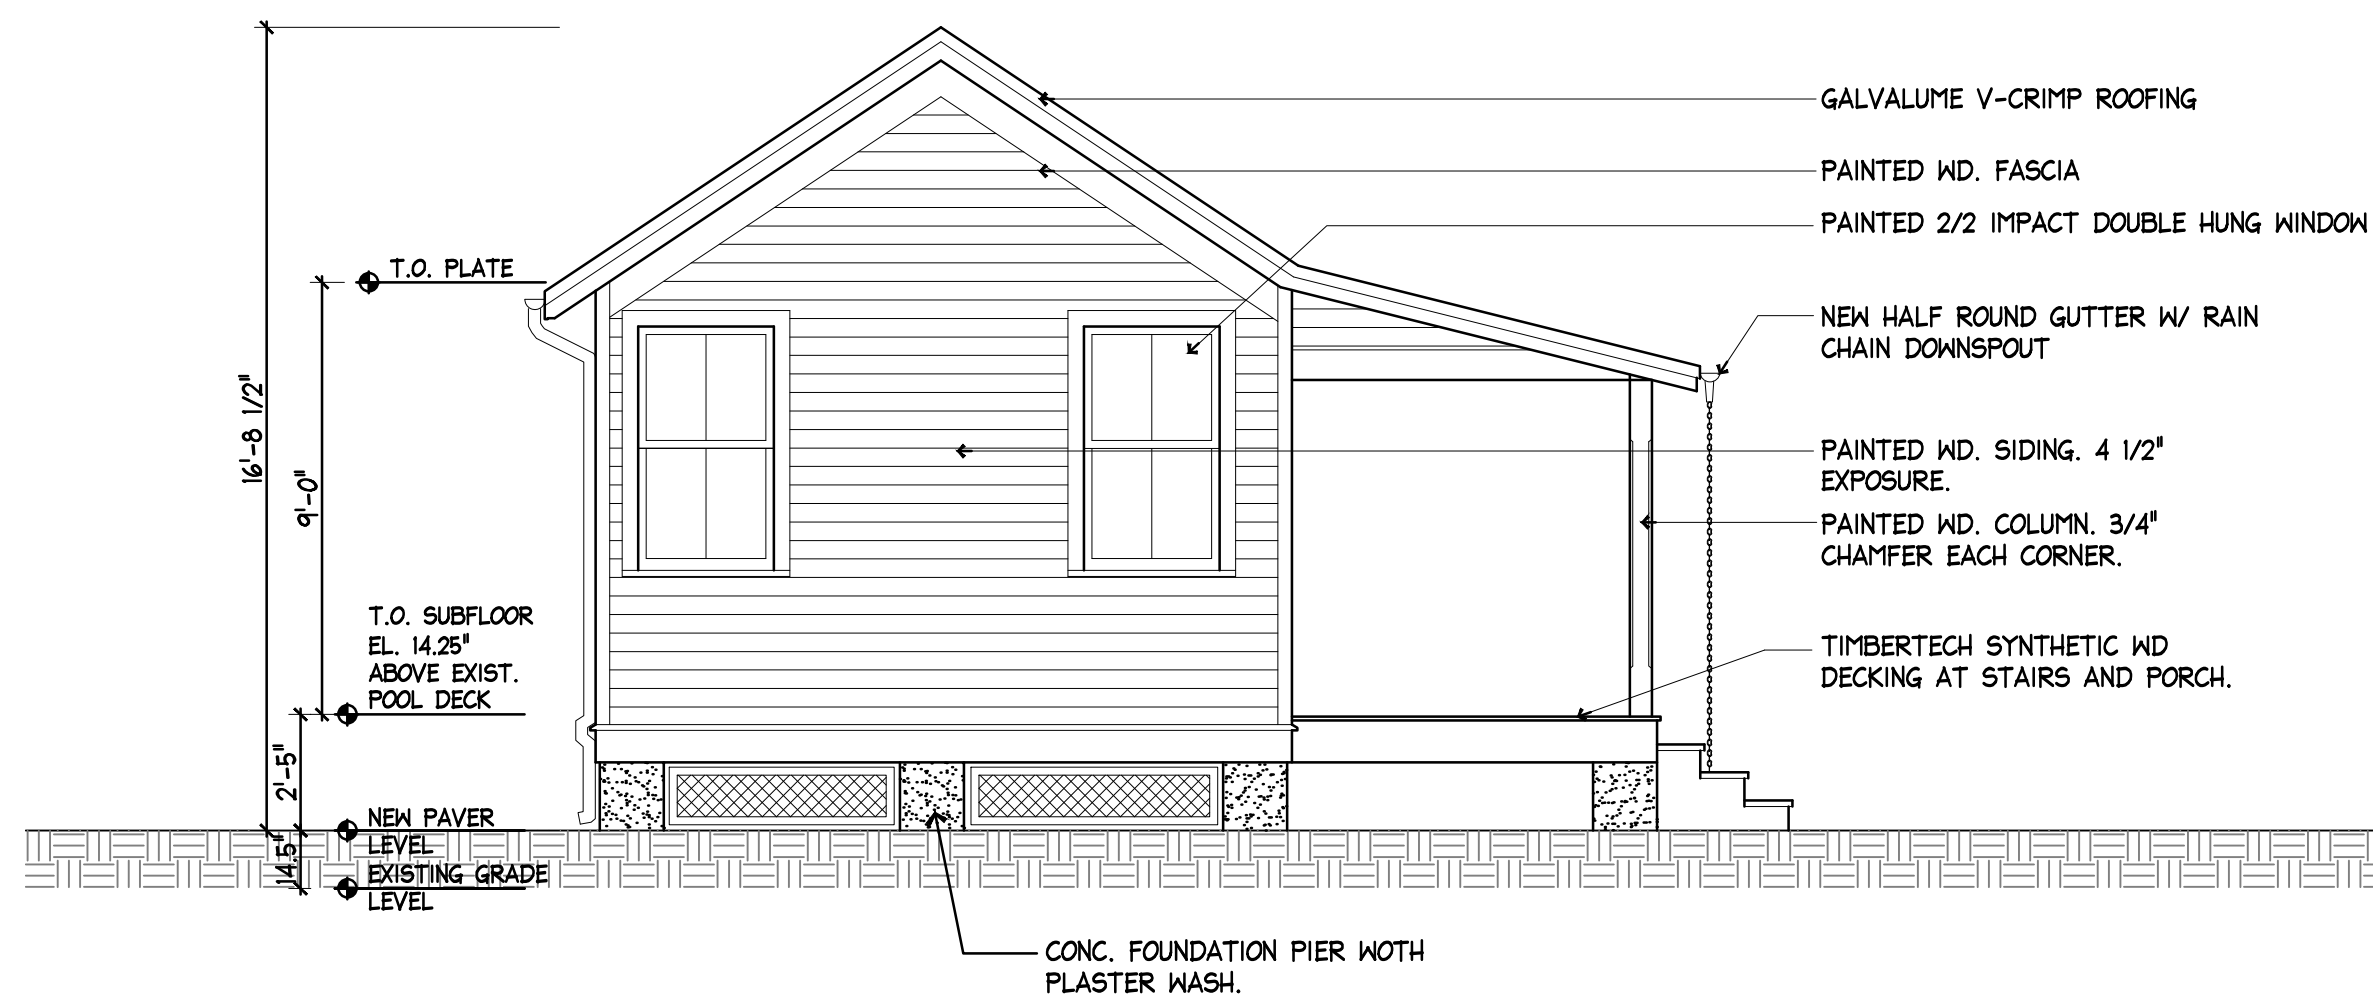 GALVALUME V-CRIMP ROOFING
PAINTED WD. FASCIA
PAINTED 2/2 IMPACT DOUBLE HUNG WINDOW
T.O. PLATE
NEW HALF ROUND GUTTER W/ RAIN
CHAIN DOWNSPOUT
16'-8 1/2"
9'-0"
PAINTED WD. SIDING. 4 1/2"
EXPOSURE.
PAINTED WD. COLUMN. 3/4"
CHAMFER EACH CORNER.
T.O. SUBFLOOR
EL. 14.25"
ABOVE EXIST.
POOL DECK
TIMBERTECH SYNTHETIC WD
DECKING AT STAIRS AND PORCH.
2'-5"
NEW PAVER
LEVEL
14.5"
EXISTING GRADE
LEVEL
CONC. FOUNDATION PIER WOTH
PLASTER WASH.